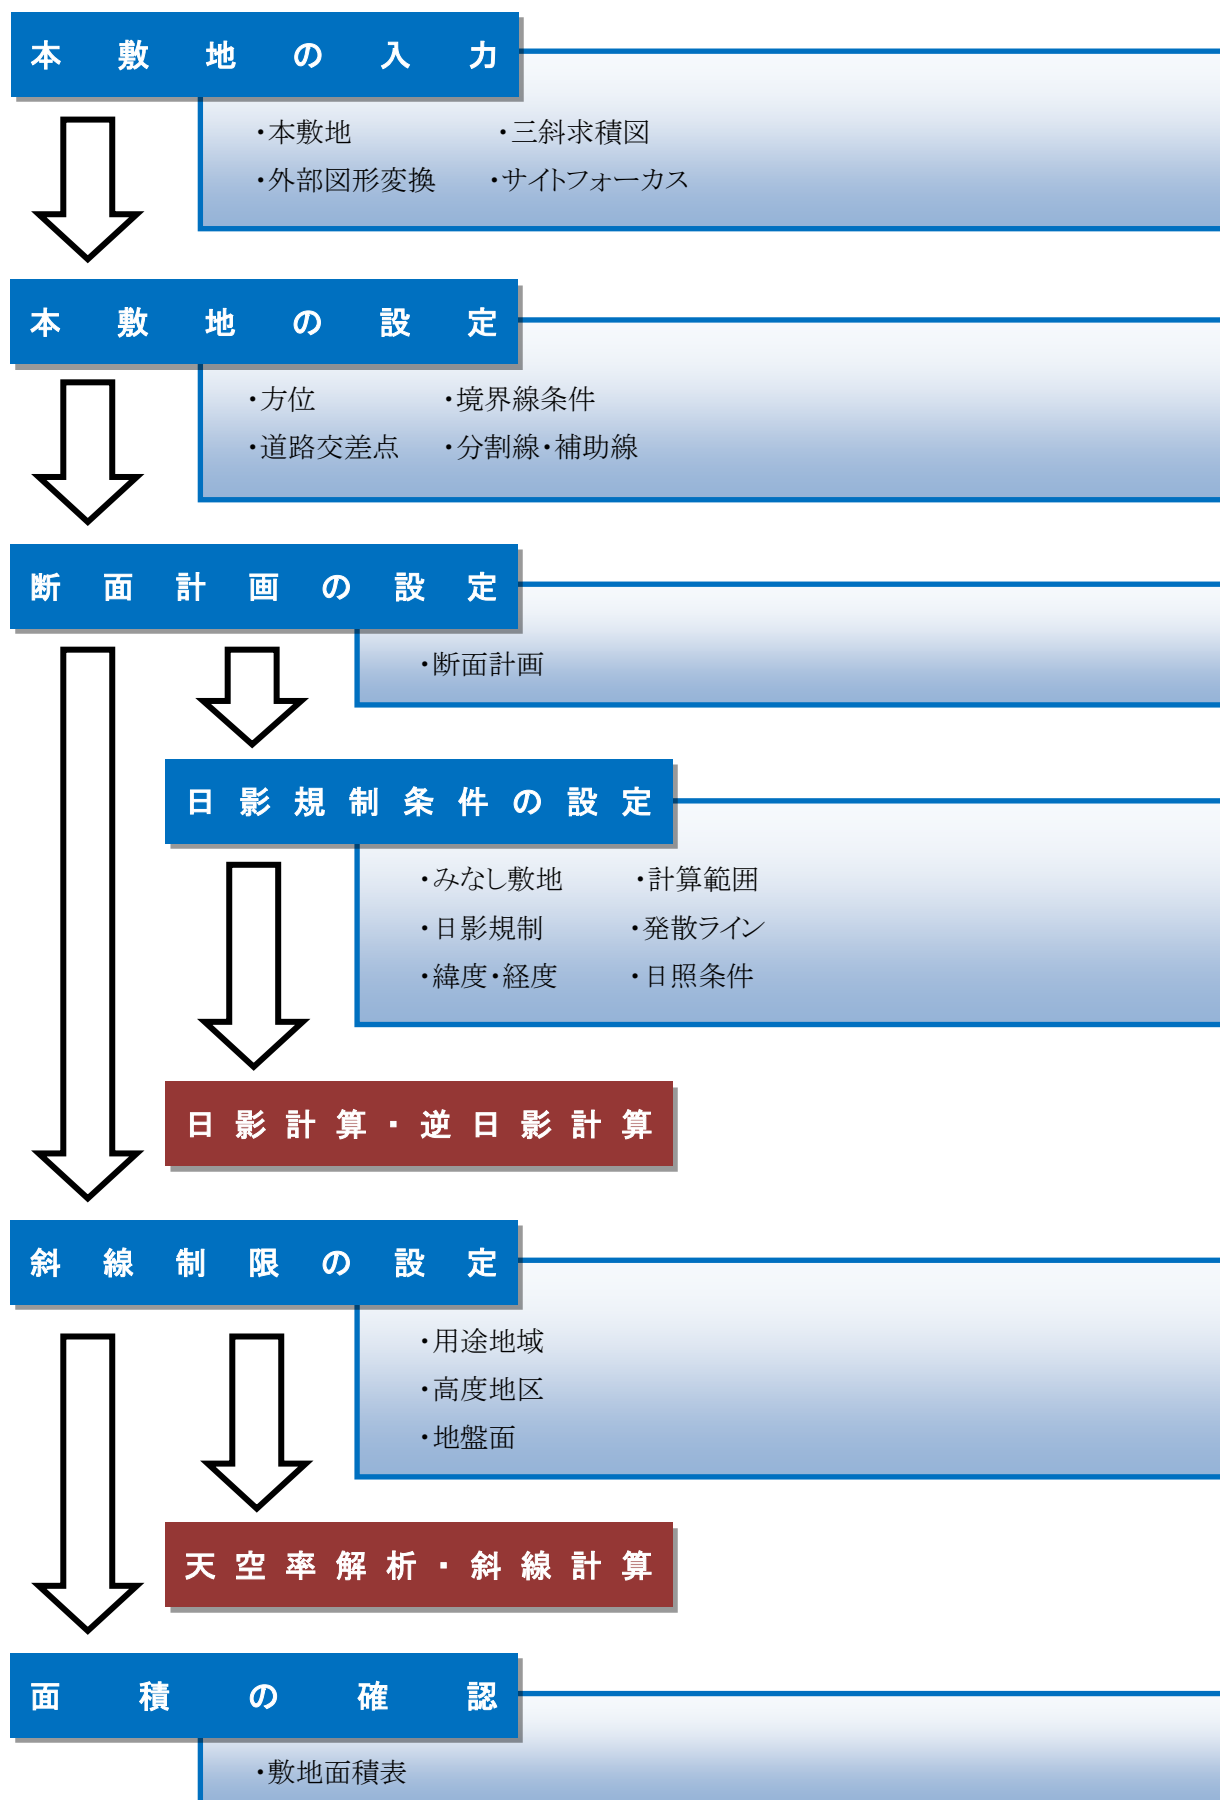 本敷地の入力
・本敷地　・三斜求積図
・外部図形変換　・サイトフォーカス
本敷地の設定
・方位　・境界線条件
・道路交差点　・分割線・補助線
断面計画の設定
・断面計画
日影規制条件の設定
・みなし敷地　・計算範囲
・日影規制　・発散ライン
・緯度・経度　・日照条件
日影計算・逆日影計算
斜線制限の設定
・用途地域
・高度地区
・地盤面
天空率解析・斜線計算
面積の確認
・敷地面積表